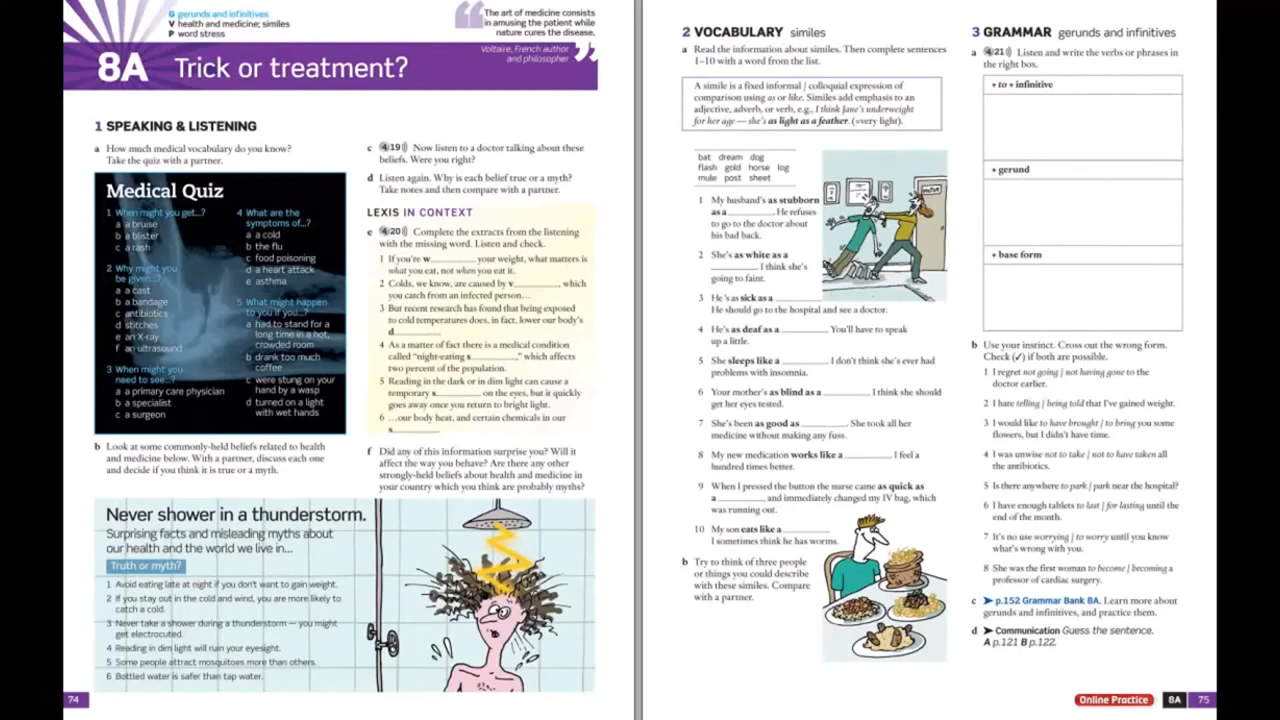 G gerunds and infinitives
V health and medicine; similes
P word stress
The art of medicine consists
in amusing the patient while
nature cures the disease.
Voltaire, French author
and philosopher
8A Trick or treatment?
1 SPEAKING & LISTENING
a How much medical vocabulary do you know?
Take the quiz with a partner.
Medical Quiz
1 When might you get...?
a a bruise
b a blister
c a rash
2 Why might you
be given...?
a a cast
b a bandage
c antibiotics
d stitches
e an X-ray
f an ultrasound
3 When might you
need to see...?
a a primary care physician
b a specialist
c a surgeon
4 What are the
symptoms of...?
a a cold
b the flu
c food poisoning
d a heart attack
e asthma
5 What might happen
to you if you...?
a had to stand for a
long time in a hot,
crowded room
b drank too much
coffee
c were stung on your
hand by a wasp
d turned on a light
with wet hands
b Look at some commonly-held beliefs related to health
and medicine below. With a partner, discuss each one
and decide if you think it is true or a myth.
c 4 19)) Now listen to a doctor talking about these
beliefs. Were you right?
d Listen again. Why is each belief true or a myth?
Take notes and then compare with a partner.
LEXIS IN CONTEXT
e 4 20)) Complete the extracts from the listening
with the missing word. Listen and check.
1 If you're w__________ your weight, what matters is
what you eat, not when you eat it.
2 Colds, we know, are caused by v__________, which
you catch from an infected person...
3 But recent research has found that being exposed
to cold temperatures does, in fact, lower our body's
d__________
4 As a matter of fact there is a medical condition
called "night-eating s__________," which affects
two percent of the population.
5 Reading in the dark or in dim light can cause a
temporary s__________ on the eyes, but it quickly
goes away once you return to bright light.
6 ...our body heat, and certain chemicals in our
s__________.
f Did any of this information surprise you? Will it
affect the way you behave? Are there any other
strongly-held beliefs about health and medicine in
your country which you think are probably myths?
Never shower in a thunderstorm.
Surprising facts and misleading myths about
our health and the world we live in...
Truth or myth?
1 Avoid eating late at night if you don't want to gain weight.
2 If you stay out in the cold and wind, you are more likely to
catch a cold.
3 Never take a shower during a thunderstorm – you might
get electrocuted.
4 Reading in dim light will ruin your eyesight.
5 Some people attract mosquitoes more than others.
6 Bottled water is safer than tap water.
74
2 VOCABULARY similes
a Read the information about similes. Then complete sentences
1–10 with a word from the list.
A simile is a fixed informal / colloquial expression of
comparison using as or like. Similes add emphasis to an
adjective, adverb, or verb, e.g., I think Jane's underweight
for her age — she's as light as a feather. (=very light).
bat dream dog
flash gold horse log
mule post sheet
1 My husband's as stubborn
as a __________. He refuses
to go to the doctor about
his bad back.
2 She's as white as a
__________. I think she's
going to faint.
3 He's as sick as a __________
He should go to the hospital and see a doctor.
4 He's as deaf as a __________. You'll have to speak
up a little.
5 She sleeps like a __________. I don't think she's ever had
problems with insomnia.
6 Your mother's as blind as a __________. I think she should
get her eyes tested.
7 She's been as good as __________. She took all her
medicine without making any fuss.
8 My new medication works like a __________. I feel a
hundred times better.
9 When I pressed the button the nurse came as quick as
a __________ and immediately changed my IV bag, which
was running out.
10 My son eats like a __________.
I sometimes think he has worms.
b Try to think of three people
or things you could describe
with these similes. Compare
with a partner.
3 GRAMMAR gerunds and infinitives
a 4 21)) Listen and write the verbs or phrases in
the right box.
+ to + infinitive
+ gerund
+ base form
b Use your instinct. Cross out the wrong form.
Check (✓) if both are possible.
1 I regret not going / not having gone to the
doctor earlier.
2 I hate telling / being told that I've gained weight.
3 I would like to have brought / to bring you some
flowers, but I didn't have time.
4 I was unwise not to take / not to have taken all
the antibiotics.
5 Is there anywhere to park / park near the hospital?
6 I have enough tablets to last / for lasting until the
end of the month.
7 It's no use worrying / to worry until you know
what's wrong with you.
8 She was the first woman to become / becoming a
professor of cardiac surgery.
c ➤ p.152 Grammar Bank 8A. Learn more about
gerunds and infinitives, and practice them.
d ➤ Communication Guess the sentence.
A p.121 B p.122.
Online Practice 8A 75